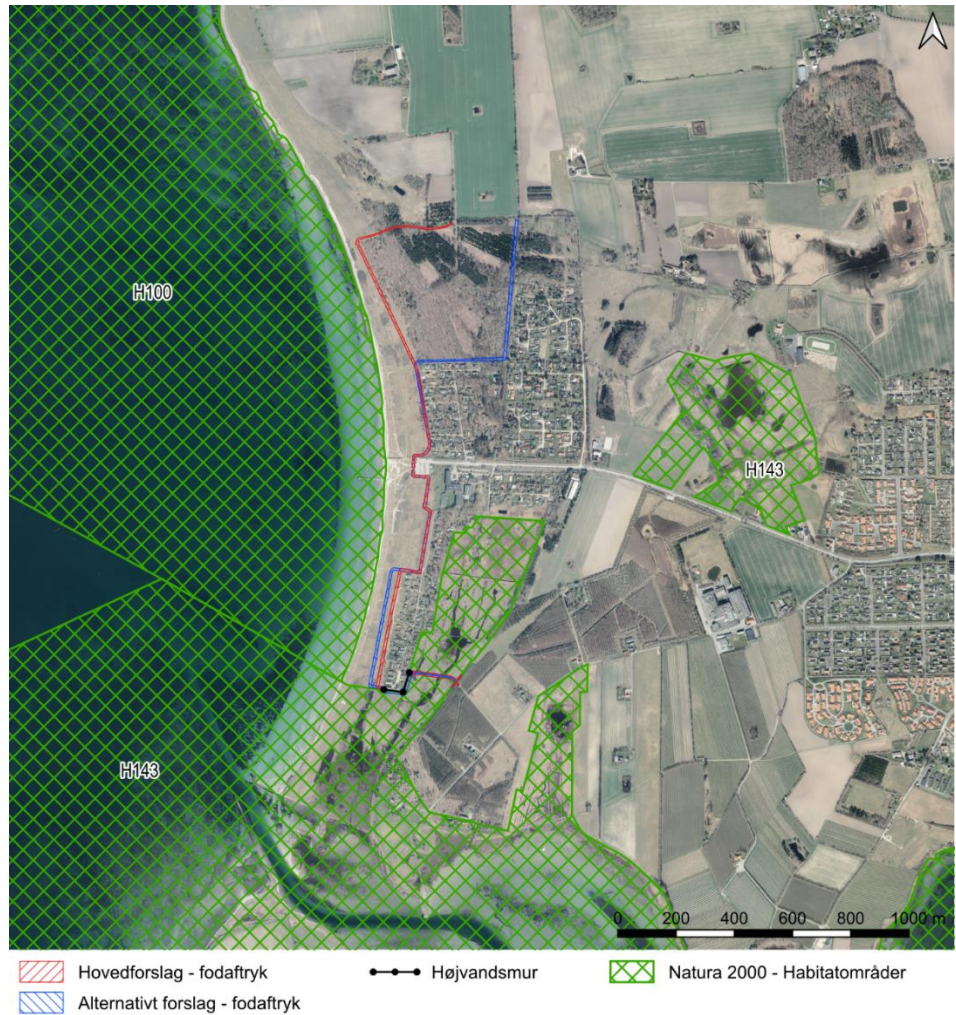 H100
H143
H143
0 200 400 600 800 1000 m
Hovedforslag - fodaftryk
Højvandsmur
Natura 2000 - Habitatområder
Alternativt forslag - fodaftryk